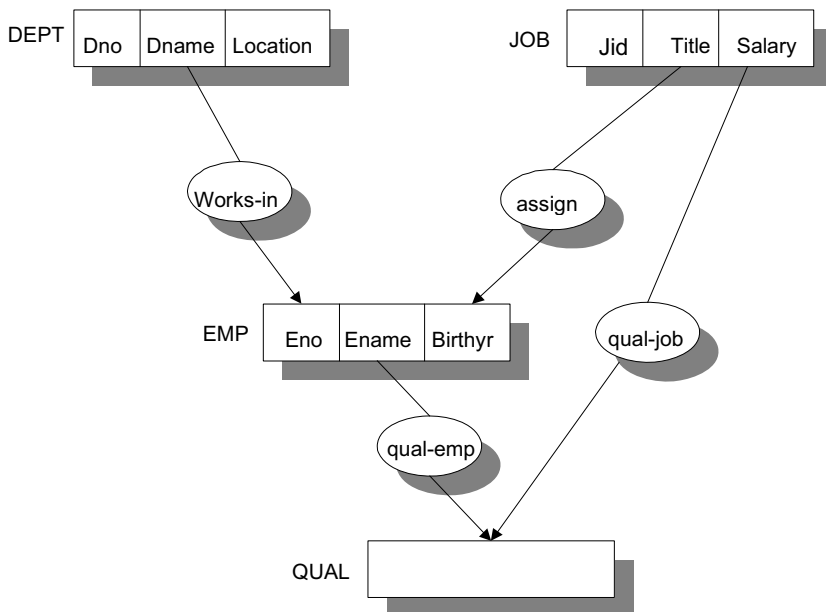 DEPT
Dno Dname Location
JOB
Jid Title Salary
Works-in
assign
EMP
Eno Ename Birthyr
qual-job
qual-emp
QUAL